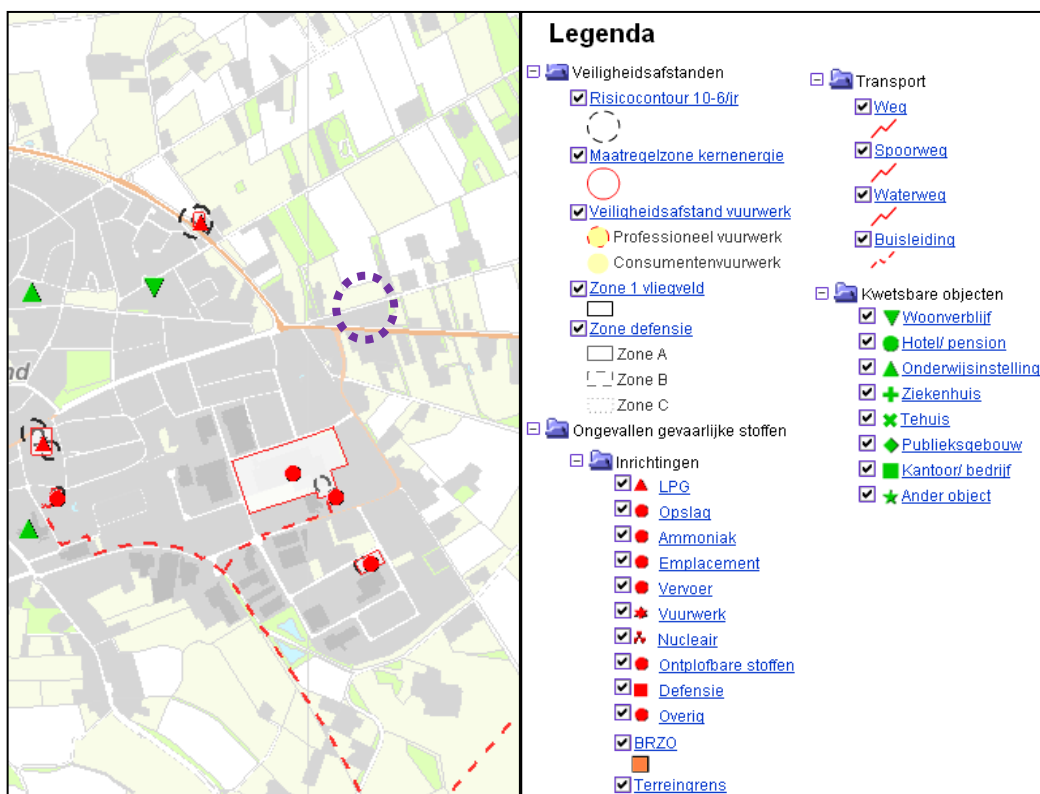 nd
Legenda
Veiligheidsafstanden
Risicocontour 10-6/jr
Maatregelzone kernenergie
Veiligheidsafstand vuurwerk
Professioneel vuurwerk
Consumentenvuurwerk
Zone 1 vliegveld
Zone defensie
Zone A
Zone B
Zone C
Ongevallen gevaarlijke stoffen
Inrichtingen
LPG
Opslag
Ammoniak
Emplacement
Vervoer
Vuurwerk
Nucleair
Ontplofbare stoffen
Defensie
Overig
BRZO
Terreingrens
Transport
Weg
Spoorweg
Waterweg
Buisleiding
Kwetsbare objecten
Woonverblijf
Hotel/ pension
Onderwijsinstelling
Ziekenhuis
Tehuis
Publieksgebouw
Kantoor/ bedrijf
Ander object